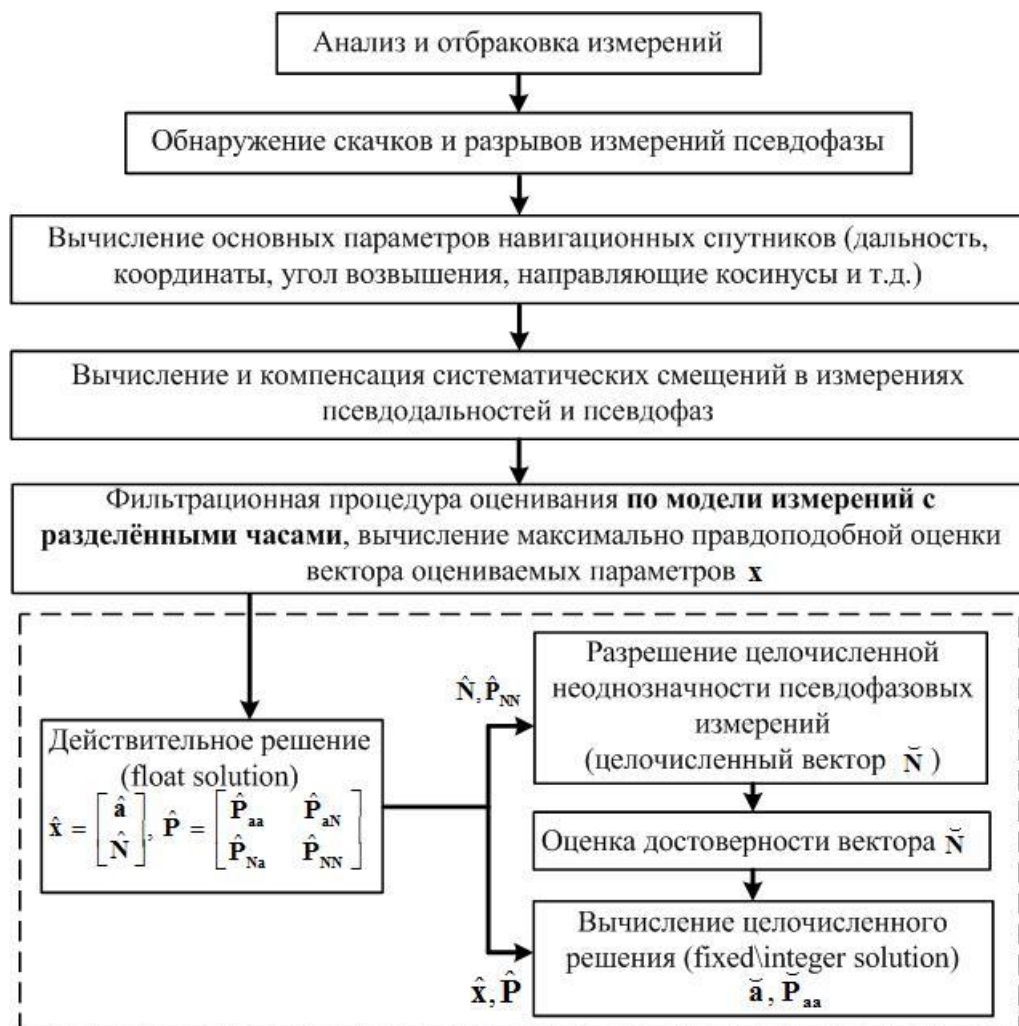 Анализ и отбраковка измерений
Обнаружение скачков и разрывов измерений псевдофазы
Вычисление основных параметров навигационных спутников (дальность,
координаты, угол возвышения, направляющие косинусы и т.д.)
Вычисление и компенсация систематических смещений в измерениях
псевдодальностей и псевдофаз
Фильтрационная процедура оценивания по модели измерений с
разделёнными часами, вычисление максимально правдоподобной оценки
вектора оцениваемых параметров x
Действительное решение
(float solution)
x̂ = [â N̂], P̂ = [P̂aa P̂aN P̂Na P̂NN]
N̂, P̂NN
x̂, P̂
Разрешение целочисленной
неоднозначности псевдофазовых
измерений
(целочисленный вектор N̆ )
Оценка достоверности вектора N̆
Вычисление целочисленного
решения (fixed\integer solution)
ă , P̆aa